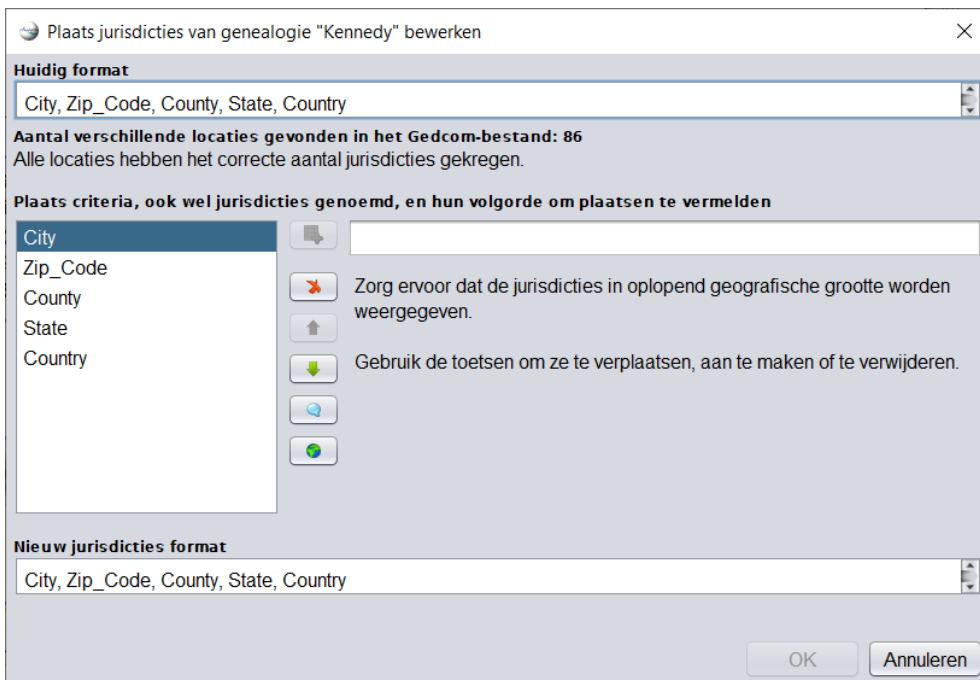 Plaats jurisdicties van genealogie "Kennedy" bewerken
Huidig format
City, Zip_Code, County, State, Country
Aantal verschillende locaties gevonden in het Gedcom-bestand: 86
Alle locaties hebben het correcte aantal jurisdicties gekregen.
Plaats criteria, ook wel jurisdicties genoemd, en hun volgorde om plaatsen te vermelden
City
Zip_Code
County
State
Country
Zorg ervoor dat de jurisdicties in oplopend geografische grootte worden
weergegeven.
Gebruik de toetsen om ze te verplaatsen, aan te maken of te verwijderen.
Nieuw jurisdicties format
City, Zip_Code, County, State, Country
OK
Annuleren